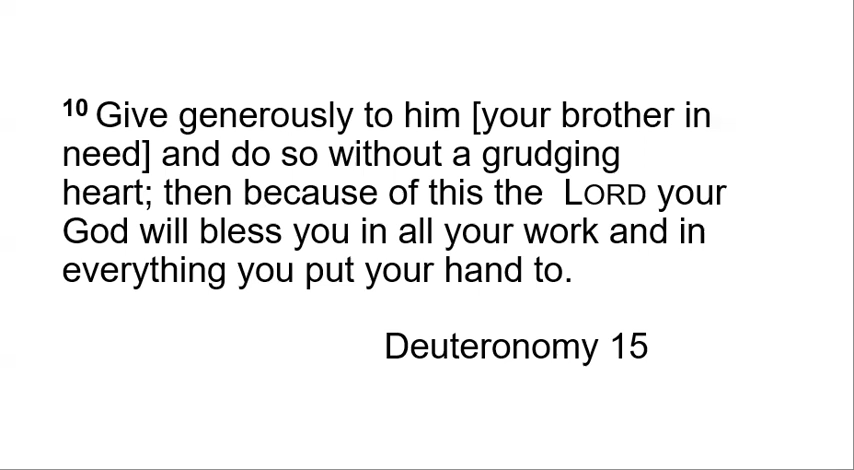 10 Give generously to him [your brother in
need] and do so without a grudging
heart; then because of this the  LORD your
God will bless you in all your work and in
everything you put your hand to.
Deuteronomy 15